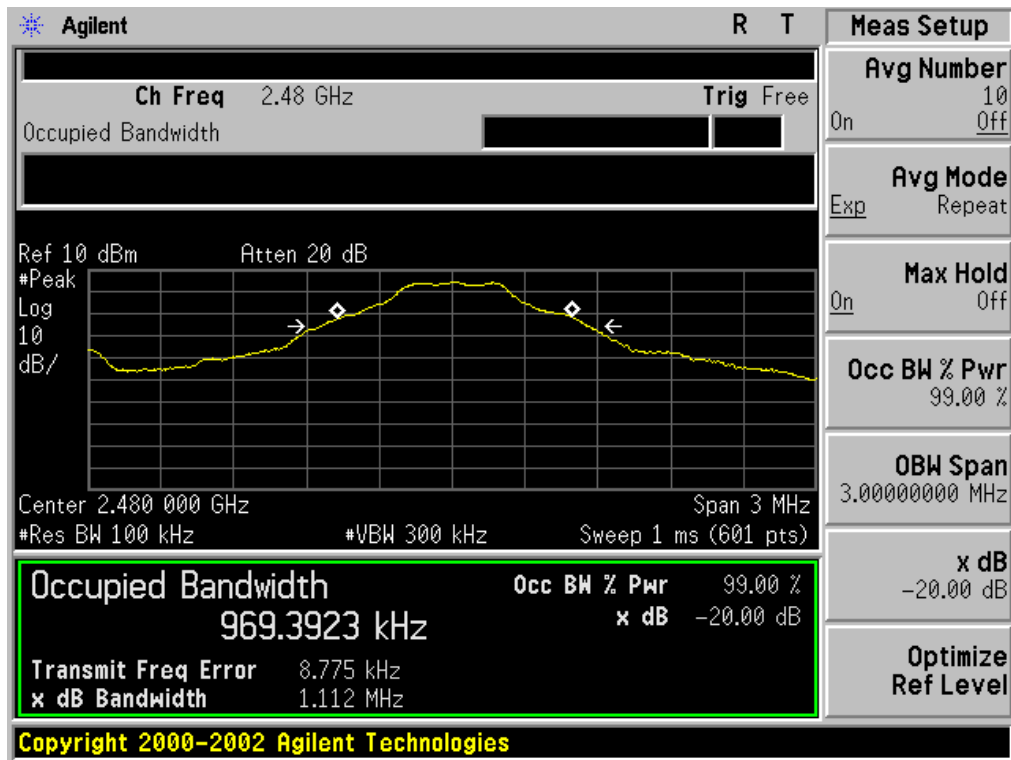 Agilent R T
Ch Freq 2.48 GHz Trig Free
Occupied Bandwidth
Ref 10 dBm Atten 20 dB
#Peak
Log
10
dB/
Center 2.480 000 GHz Span 3 MHz
#Res BW 100 kHz #VBW 300 kHz Sweep 1 ms (601 pts)
Occupied Bandwidth Occ BW % Pwr 99.00 %
969.3923 kHz x dB -20.00 dB
Transmit Freq Error 8.775 kHz
x dB Bandwidth 1.112 MHz
Copyright 2000-2002 Agilent Technologies
Meas Setup
Avg Number
10
On Off
Avg Mode
Exp Repeat
Max Hold
On Off
Occ BW % Pwr
99.00 %
OBW Span
3.00000000 MHz
x dB
-20.00 dB
Optimize
Ref Level